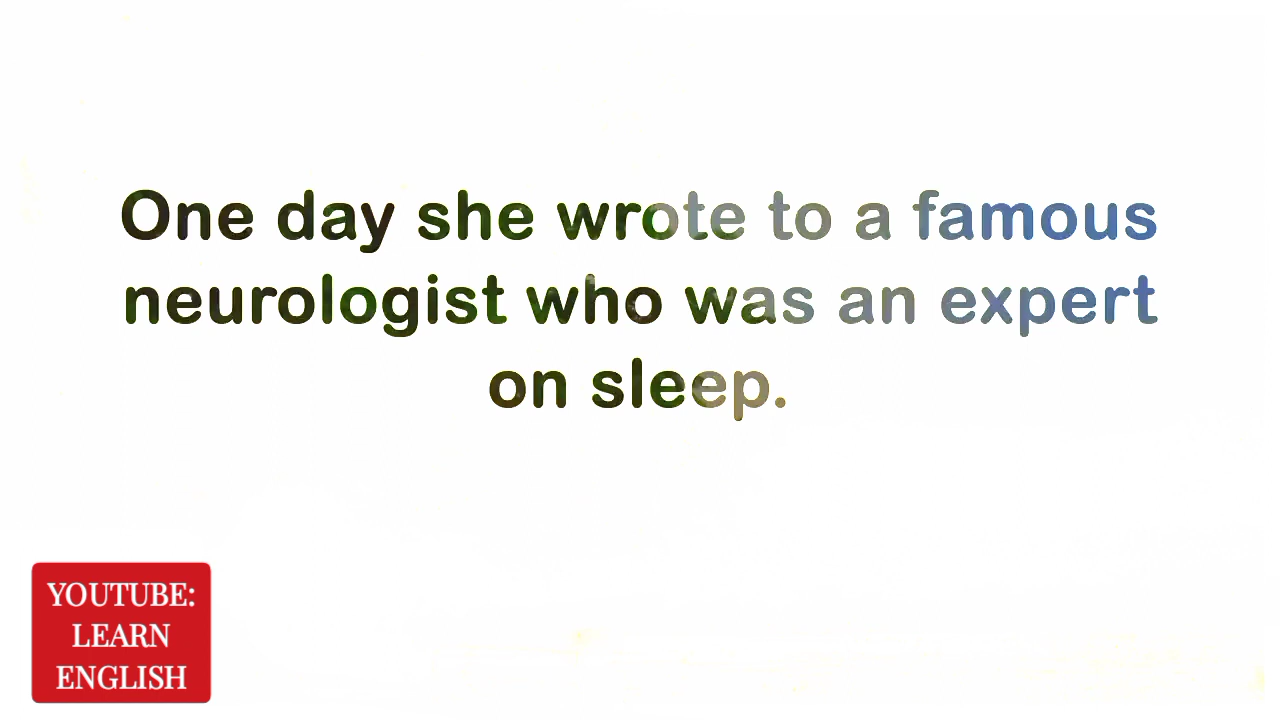 One day she wrote to a famous
neurologist who was an expert
on sleep.
YOUTUBE:
LEARN
ENGLISH